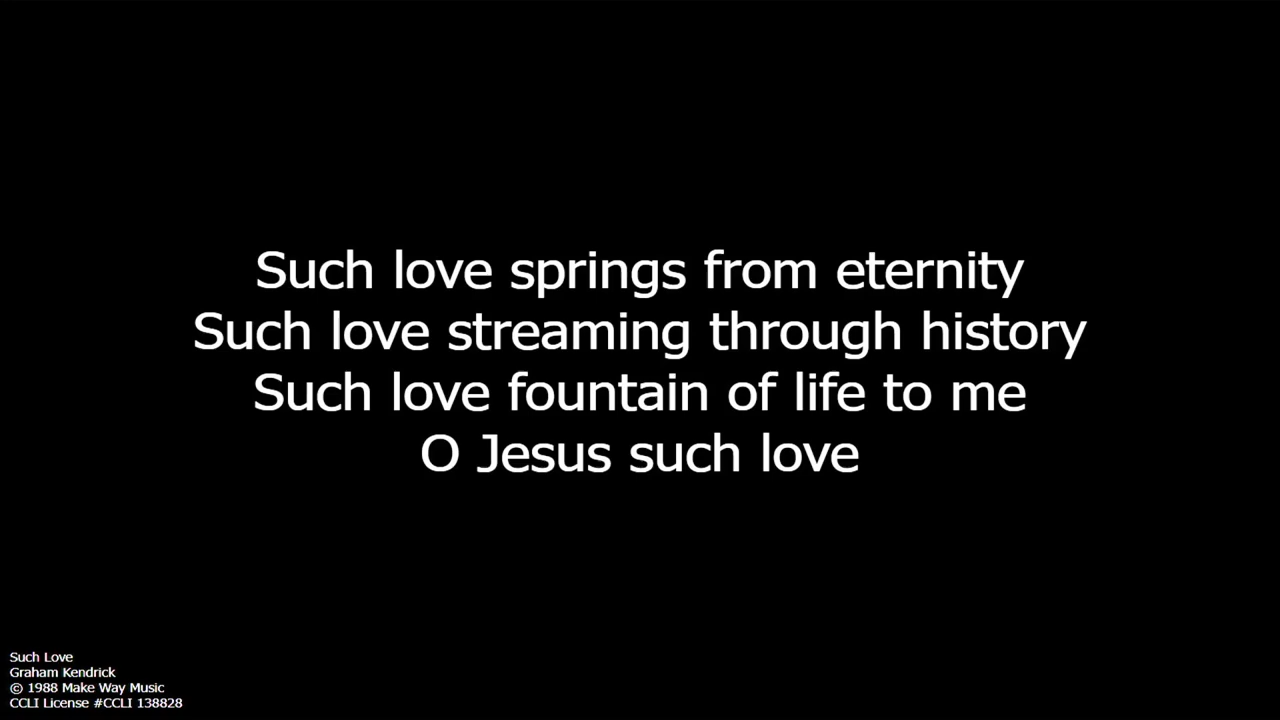 Such love springs from eternity
Such love streaming through history
Such love fountain of life to me
O Jesus such love
Such Love
Graham Kendrick
© 1988 Make Way Music
CCLI License #CCLI 138828